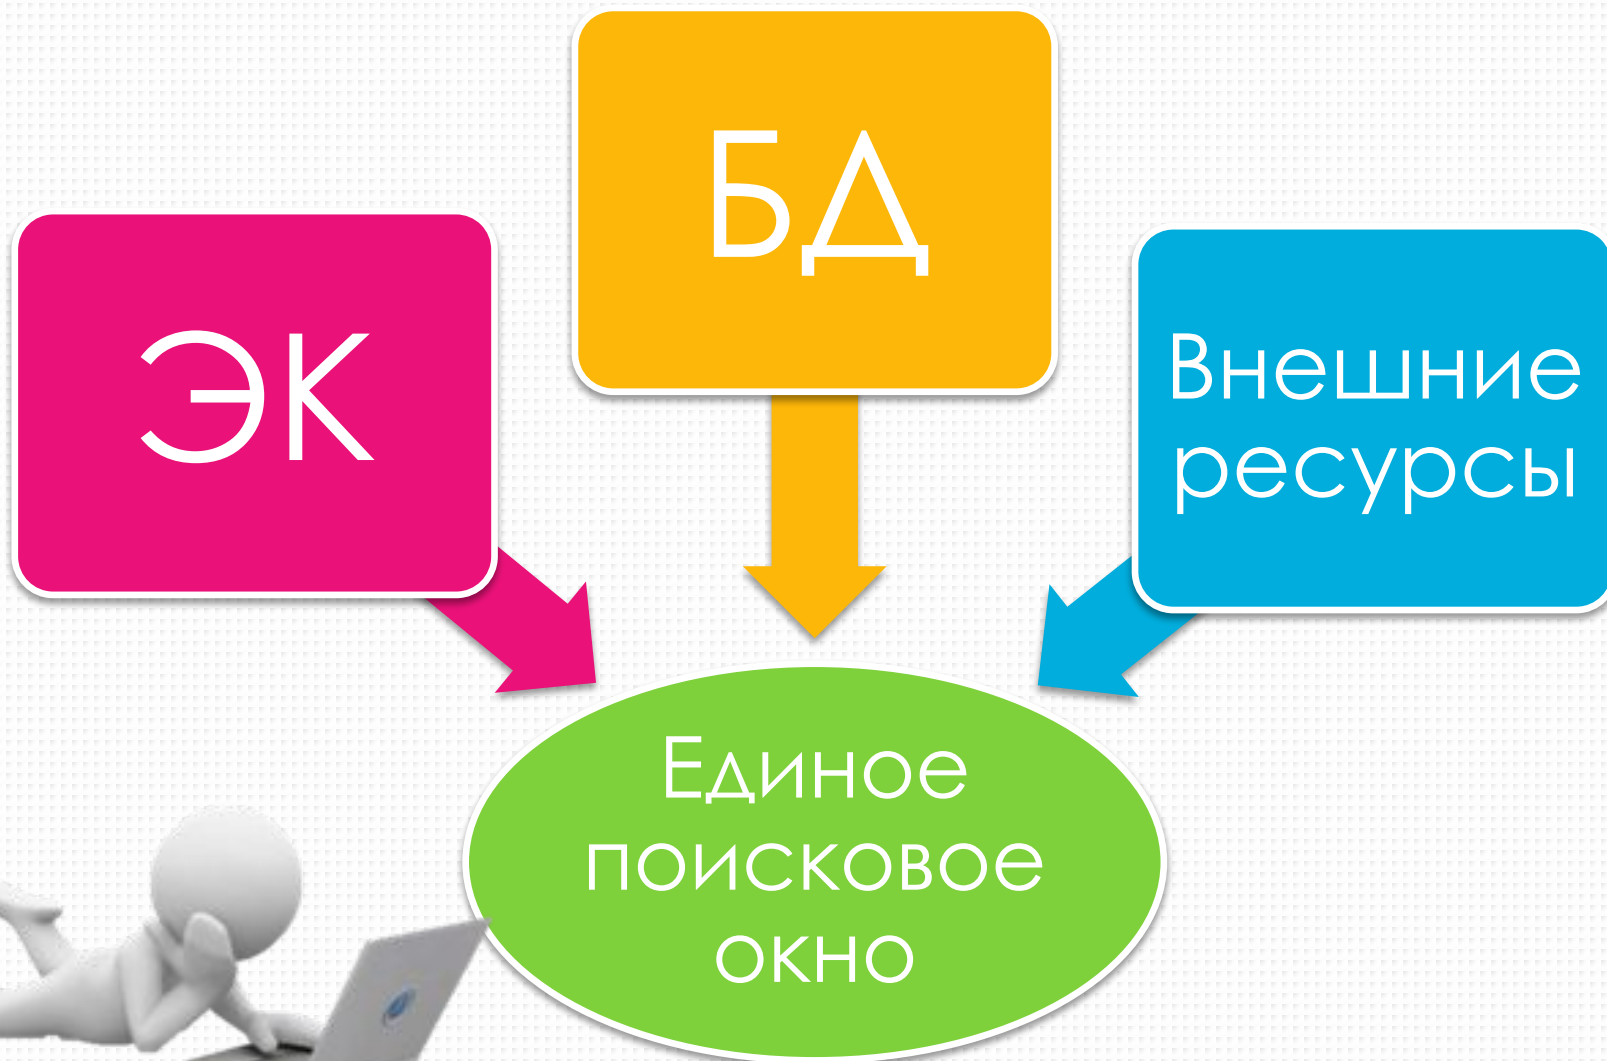 ЭК
БД
Внешние
ресурсы
Единое
поисковое
окно